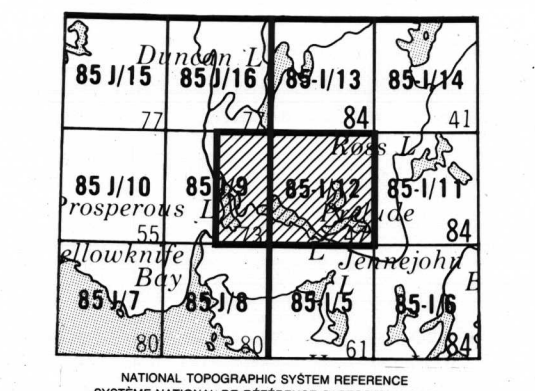 Duncan L
85 J/15 85 J/16 85-I/13 85-I/14
77 77 84 41
Ross L
85 J/10 85 J/9 85-I/12 85-I/11
Prosperous L Prelude
55 73 84
ellowknife L Jennejohn
Bay L
85 J/7 85-J/8 85-I/5 85-I/6
80 80 61 84
NATIONAL TOPOGRAPHIC SYSTEM REFERENCE